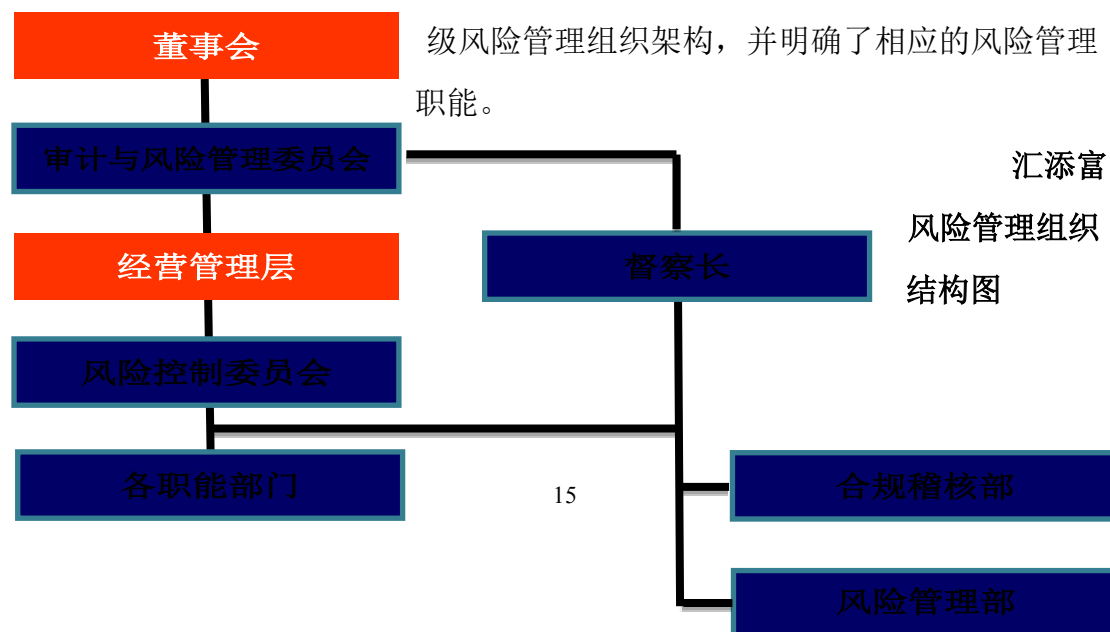 董事会
级风险管理组织架构，并明确了相应的风险管理
职能。
审计与风险管理委员会
汇添富
风险管理组织
结构图
经营管理层
督察长
风险控制委员会
各职能部门
15
合规稽核部
风险管理部